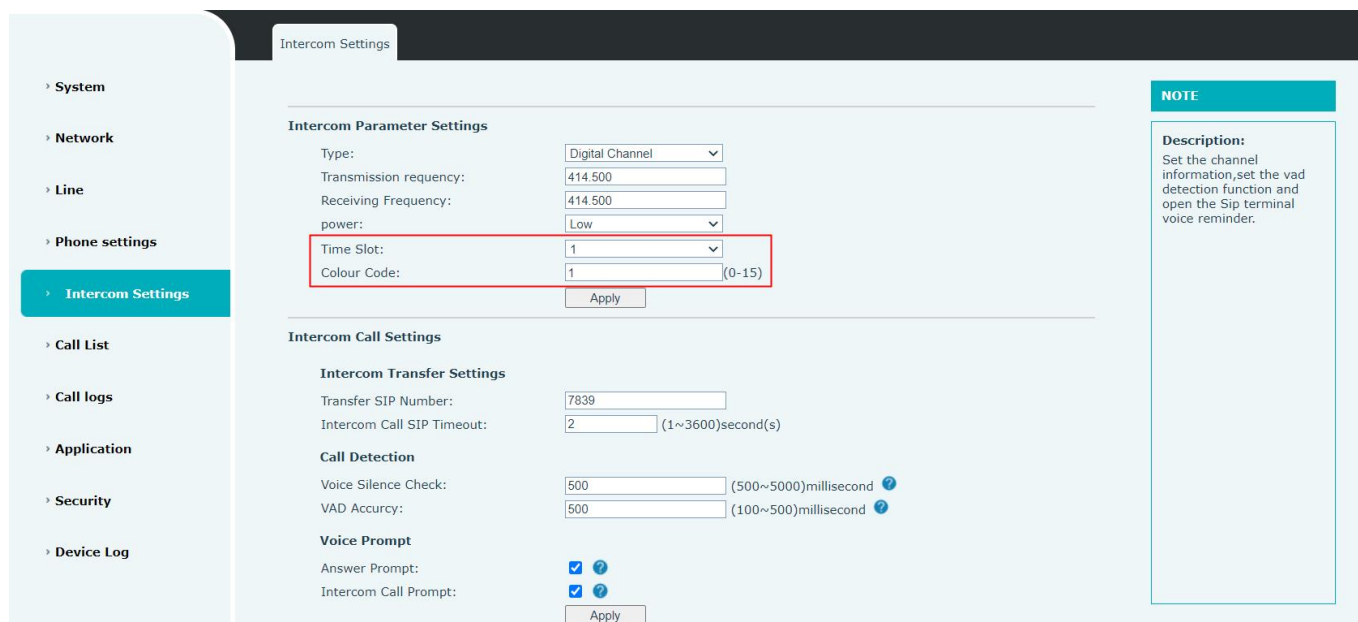 Intercom Settings
System
Network
Line
Phone settings
Intercom Settings
Call List
Call logs
Application
Security
Device Log
Intercom Parameter Settings
Type: Digital Channel
Transmission requency: 414.500
Receiving Frequency: 414.500
power: Low
Time Slot: 1
Colour Code: 1 (0-15)
Apply
Intercom Call Settings
Intercom Transfer Settings
Transfer SIP Number: 7839
Intercom Call SIP Timeout: 2 (1~3600)second(s)
Call Detection
Voice Silence Check: 500 (500~5000)millisecond ?
VAD Accurcy: 500 (100~500)millisecond ?
Voice Prompt
Answer Prompt: ?
Intercom Call Prompt: ?
Apply
NOTE
Description:
Set the channel
information,set the vad
detection function and
open the Sip terminal
voice reminder.